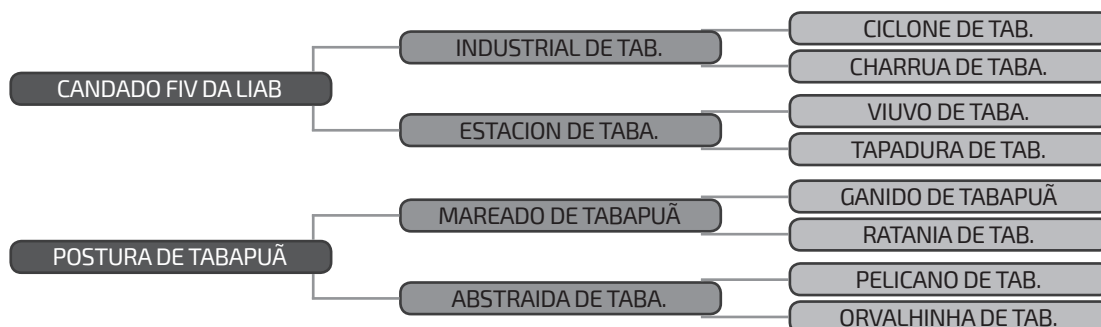 CICLONE DE TAB.
INDUSTRIAL DE TAB.
CHARRUA DE TABA.
CANDADO FIV DA LIAB
VIUVO DE TABA.
ESTACION DE TABA.
TAPADURA DE TAB.
GANIDO DE TABAPUÃ
MAREADO DE TABAPUÃ
RATANIA DE TAB.
POSTURA DE TABAPUÃ
PELICANO DE TAB.
ABSTRAIDA DE TABA.
ORVALHINHA DE TAB.